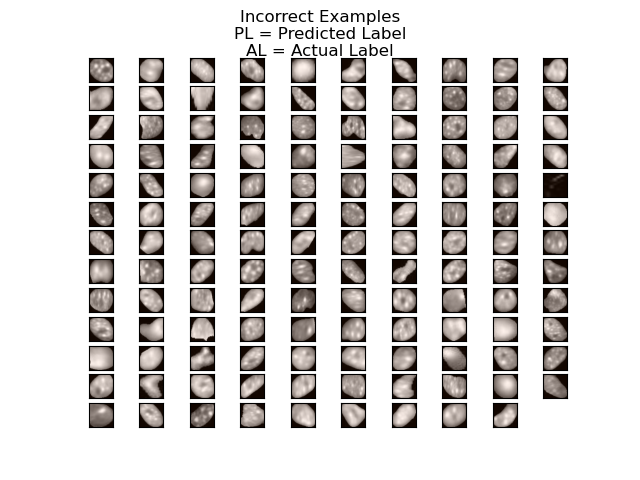 Incorrect Examples
PL = Predicted Label
AL = Actual Label